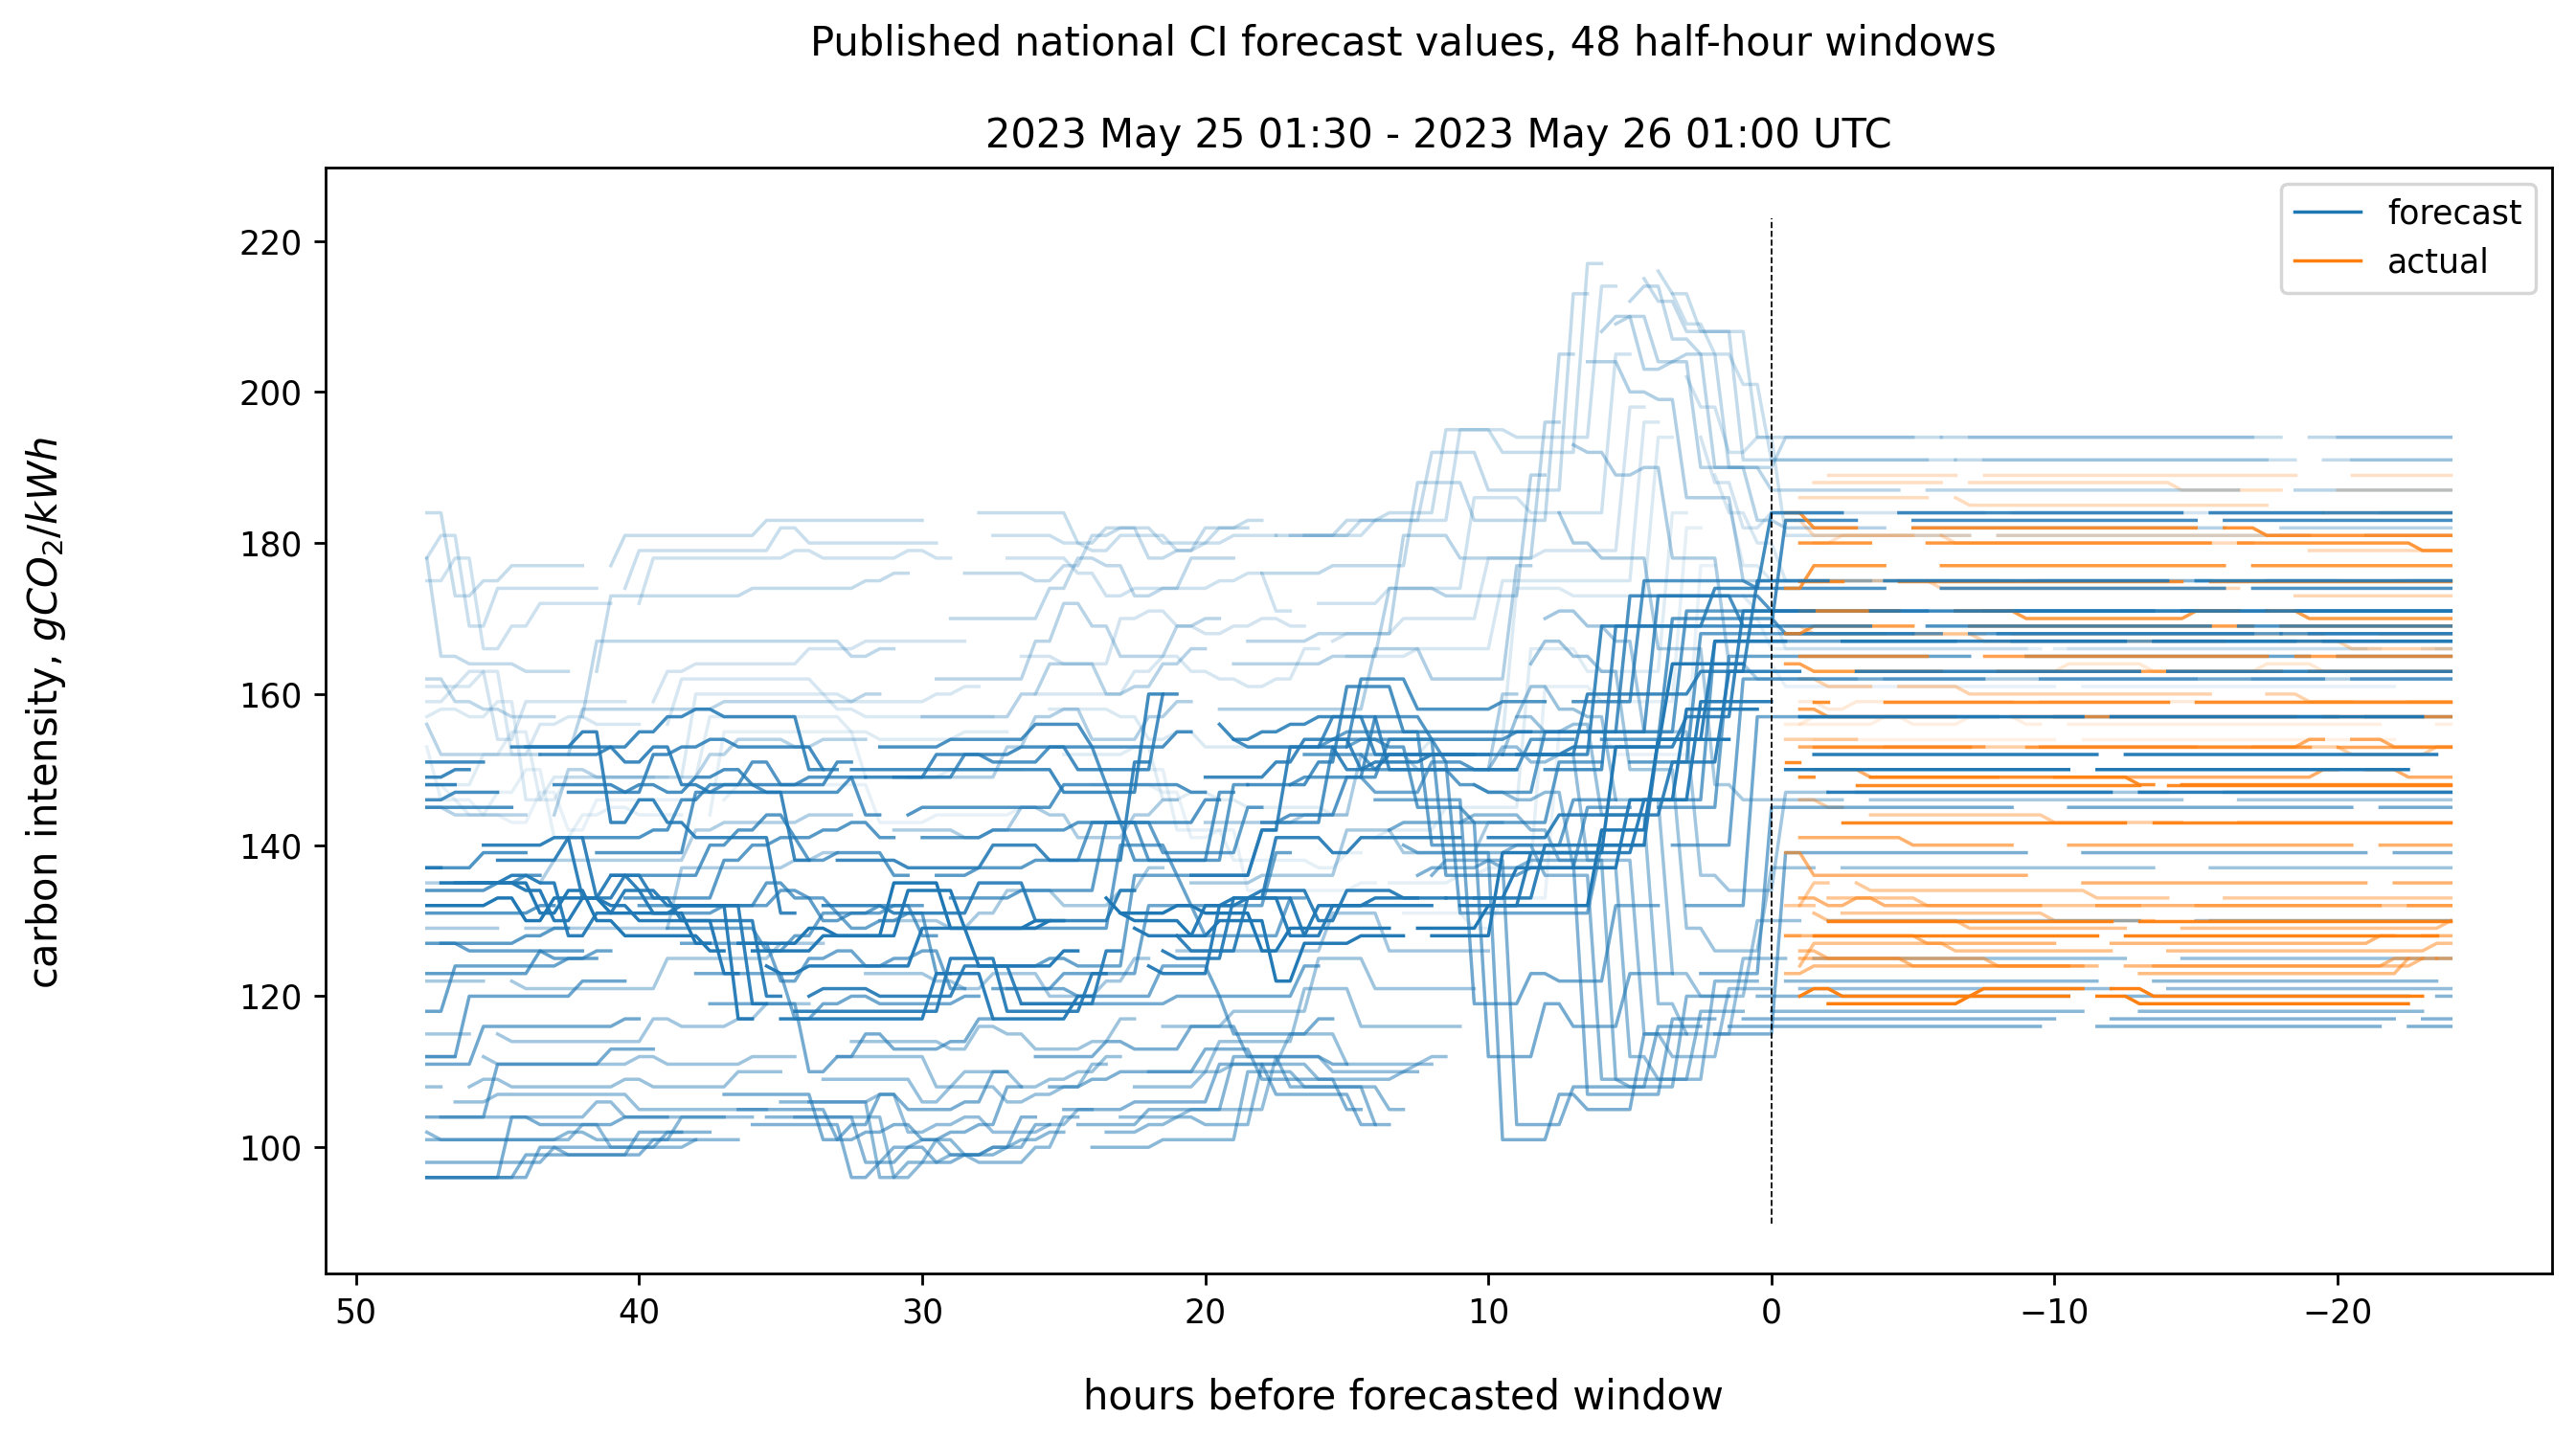 Published national CI forecast values, 48 half-hour windows
2023 May 25 01:30 - 2023 May 26 01:00 UTC
forecast
actual
carbon intensity, gCO₂/kWh
220
200
180
160
140
120
100
50
40
30
20
10
0
−10
−20
hours before forecasted window